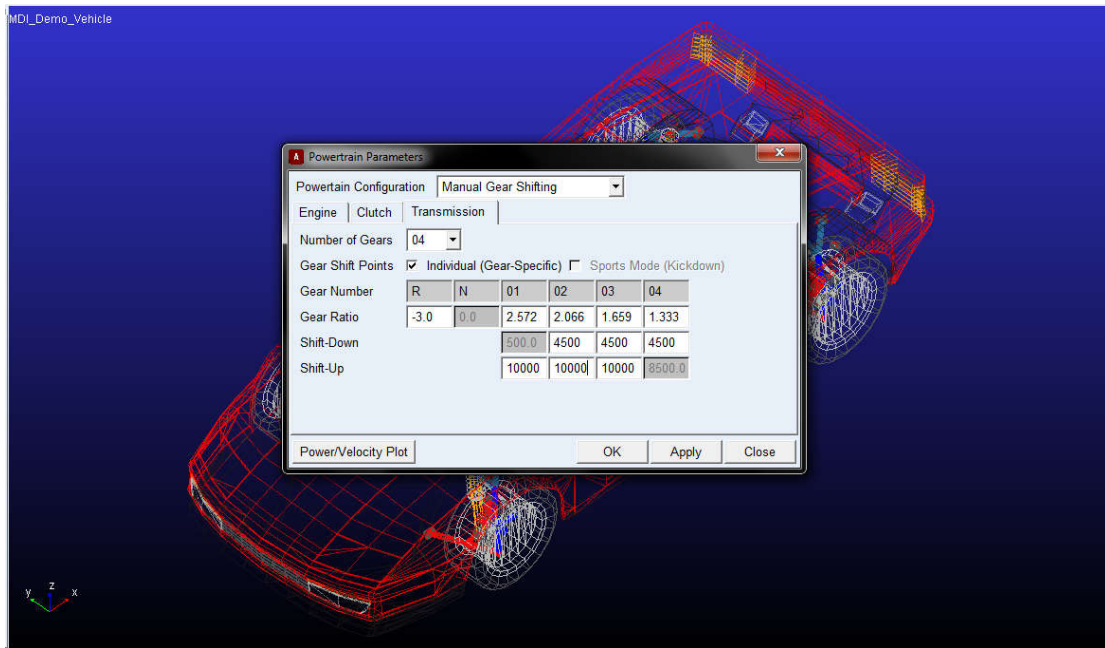 MDI_Demo_Vehicle
A Powertrain Parameters
Powertain Configuration Manual Gear Shifting
Engine Clutch Transmission
Number of Gears 04
Gear Shift Points Individual (Gear-Specific) Sports Mode (Kickdown)
Gear Number R N 01 02 03 04
Gear Ratio -3.0 0.0 2.572 2.066 1.659 1.333
Shift-Down 500.0 4500 4500 4500
Shift-Up 10000 10000 10000 8500.0
Power/Velocity Plot OK Apply Close
z
y x